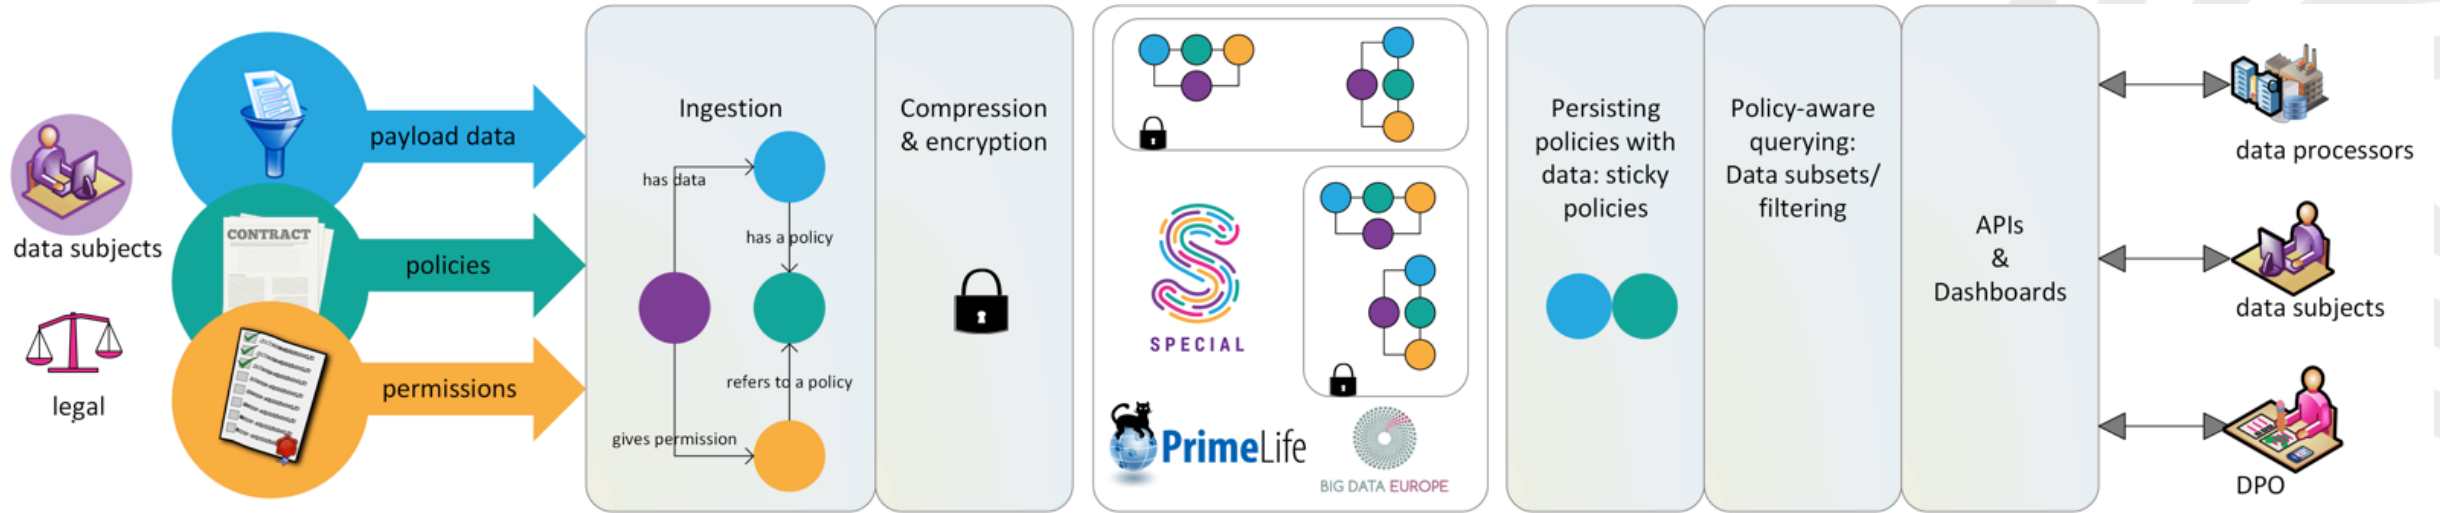 data subjects
legal
payload data
CONTRACT
policies
permissions
Ingestion
has data
has a policy
refers to a policy
gives permission
Compression
& encryption
SPECIAL
PrimeLife
BIG DATA EUROPE
Persisting
policies with
data: sticky
policies
Policy-aware
querying:
Data subsets/
filtering
APIs
&
Dashboards
data processors
data subjects
DPO